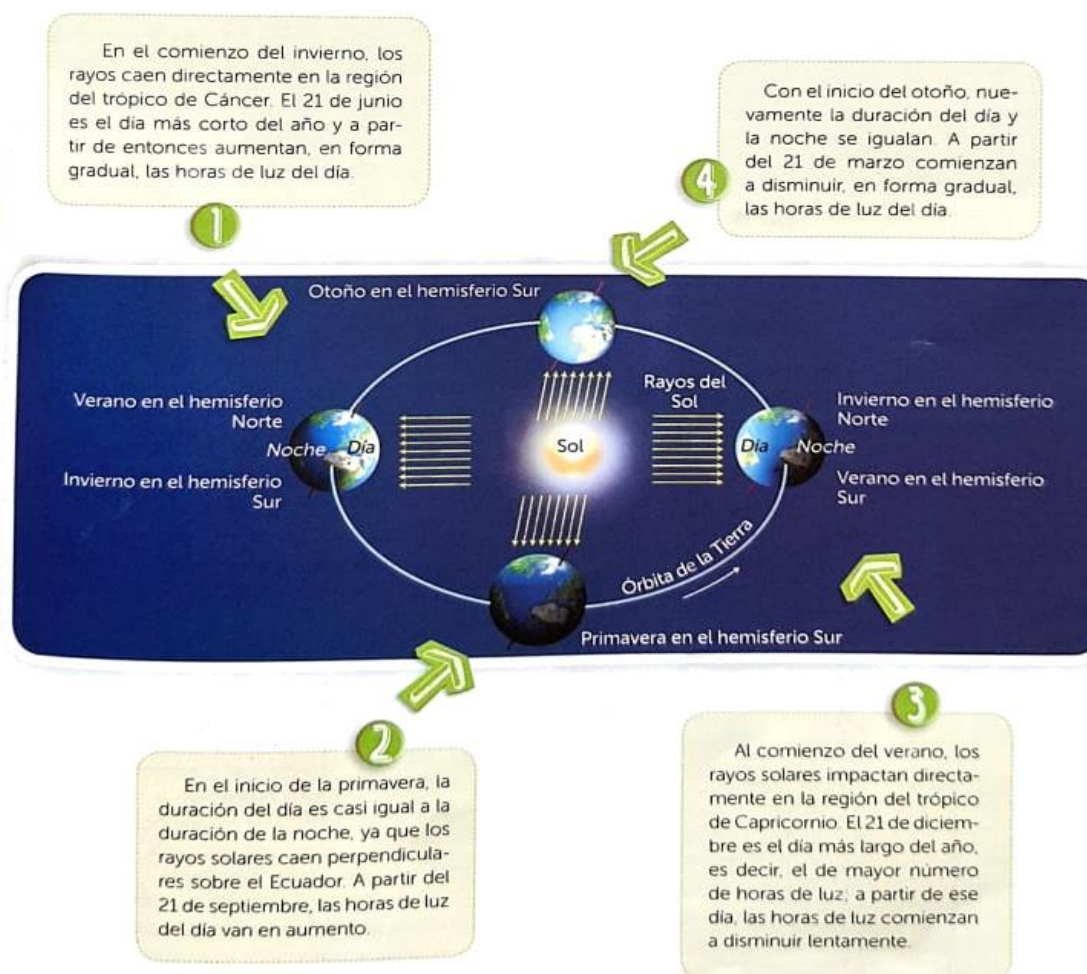 En el comienzo del invierno, los
rayos caen directamente en la región
del trópico de Cáncer. El 21 de junio
es el día más corto del año y a par-
tir de entonces aumentan, en forma
gradual, las horas de luz del día.
1
Con el inicio del otoño, nue-
vamente la duración del día y
la noche se igualan. A partir
del 21 de marzo comienzan
a disminuir, en forma gradual,
las horas de luz del día.
4
Otoño en el hemisferio Sur
Verano en el hemisferio
Norte
Noche
Día
Invierno en el hemisferio
Sur
Sol
Rayos del
Sol
Invierno en el hemisferio
Norte
Día
Noche
Verano en el hemisferio
Sur
Órbita de la Tierra
Primavera en el hemisferio Sur
2
En el inicio de la primavera, la
duración del día es casi igual a la
duración de la noche, ya que los
rayos solares caen perpendicula-
res sobre el Ecuador. A partir del
21 de septiembre, las horas de luz
del día van en aumento.
3
Al comienzo del verano, los
rayos solares impactan directa-
mente en la región del trópico
de Capricornio. El 21 de diciem-
bre es el día más largo del año,
es decir, el de mayor número
de horas de luz; a partir de ese
día, las horas de luz comienzan
a disminuir lentamente.